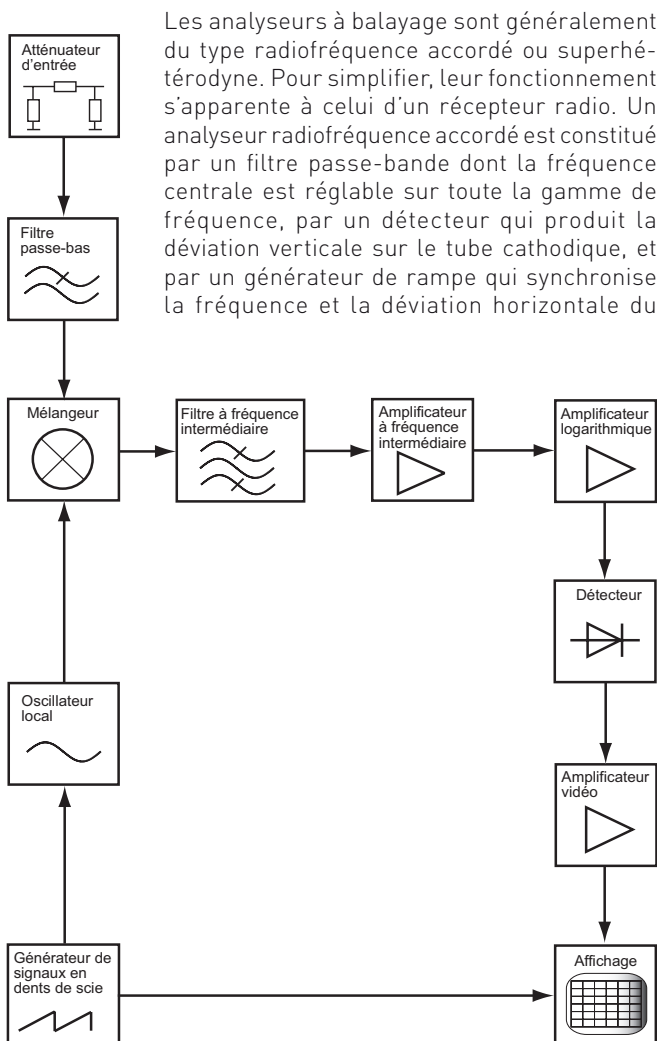 Les analyseurs à balayage sont généralement
du type radiofréquence accordé ou superhé-
térodyne. Pour simplifier, leur fonctionnement
s’apparente à celui d’un récepteur radio. Un
analyseur radiofréquence accordé est constitué
par un filtre passe-bande dont la fréquence
centrale est réglable sur toute la gamme de
fréquence, par un détecteur qui produit la
déviation verticale sur le tube cathodique, et
par un générateur de rampe qui synchronise
la fréquence et la déviation horizontale du
Atténuateur
d’entrée
Filtre
passe-bas
Mélangeur
Filtre à fréquence
intermédiaire
Amplificateur
à fréquence
intermédiaire
Amplificateur
logarithmique
Détecteur
Oscillateur
local
Amplificateur
vidéo
Générateur de
signaux en
dents de scie
Affichage